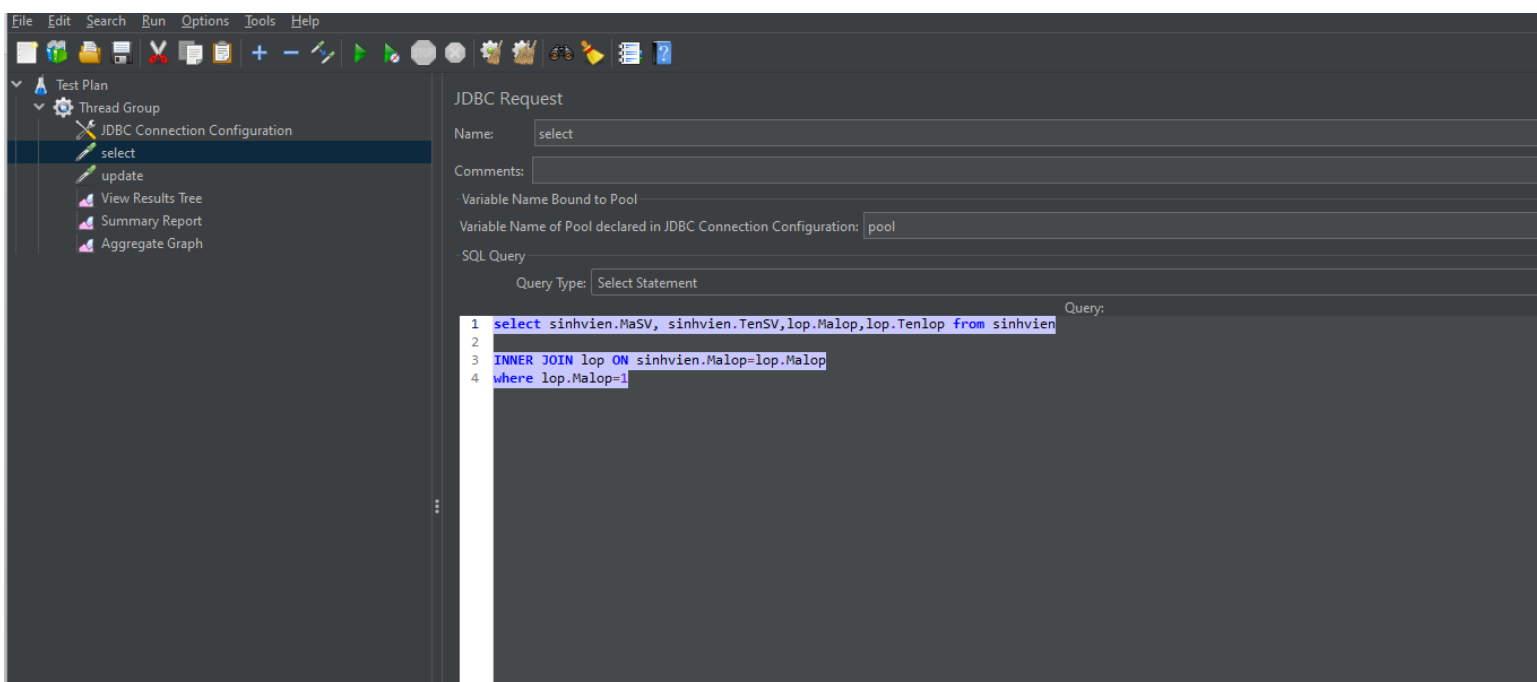 File Edit Search Run Options Tools Help
Test Plan
Thread Group
JDBC Connection Configuration
select
update
View Results Tree
Summary Report
Aggregate Graph
JDBC Request
Name: select
Comments:
Variable Name Bound to Pool
Variable Name of Pool declared in JDBC Connection Configuration: pool
SQL Query
Query Type: Select Statement
Query:
1 select sinhvien.MaSV, sinhvien.TenSV,lop.Malop,lop.Tenlop from sinhvien
2
3 INNER JOIN lop ON sinhvien.Malop=lop.Malop
4 where lop.Malop=1